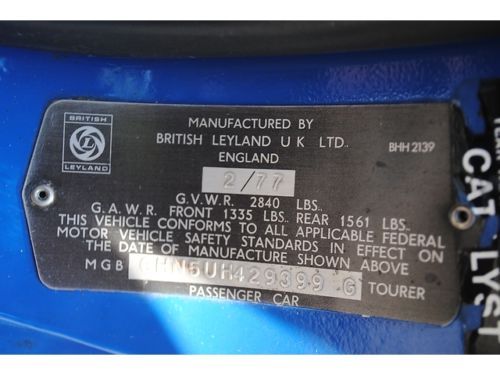 BRITISH
LEYLAND
MANUFACTURED BY
BRITISH LEYLAND U K LTD.
ENGLAND
BHH 2139
2/77
G.V.W.R. 2840 LBS.
G.A.W.R. FRONT 1335 LBS. REAR 1561 LBS.
THIS VEHICLE CONFORMS TO ALL APPLICABLE FEDERAL
MOTOR VEHICLE SAFETY STANDARDS IN EFFECT ON
THE DATE OF MANUFACTURE SHOWN ABOVE
MGB GHN5UH429399 G TOURER
PASSENGER CAR
CATALYST